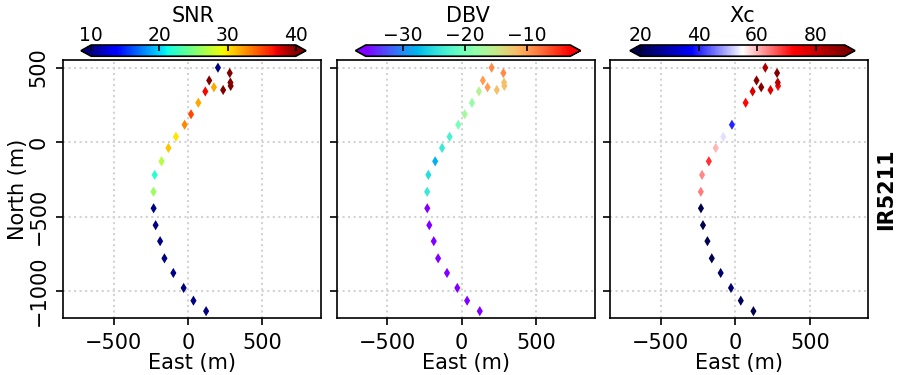 SNR DBV Xc
10 20 30 40 −30 −20 −10 20 40 60 80
500
0
−500
−1000
North (m)
−500 0 500 −500 0 500 −500 0 500
East (m) East (m) East (m)
IR5211